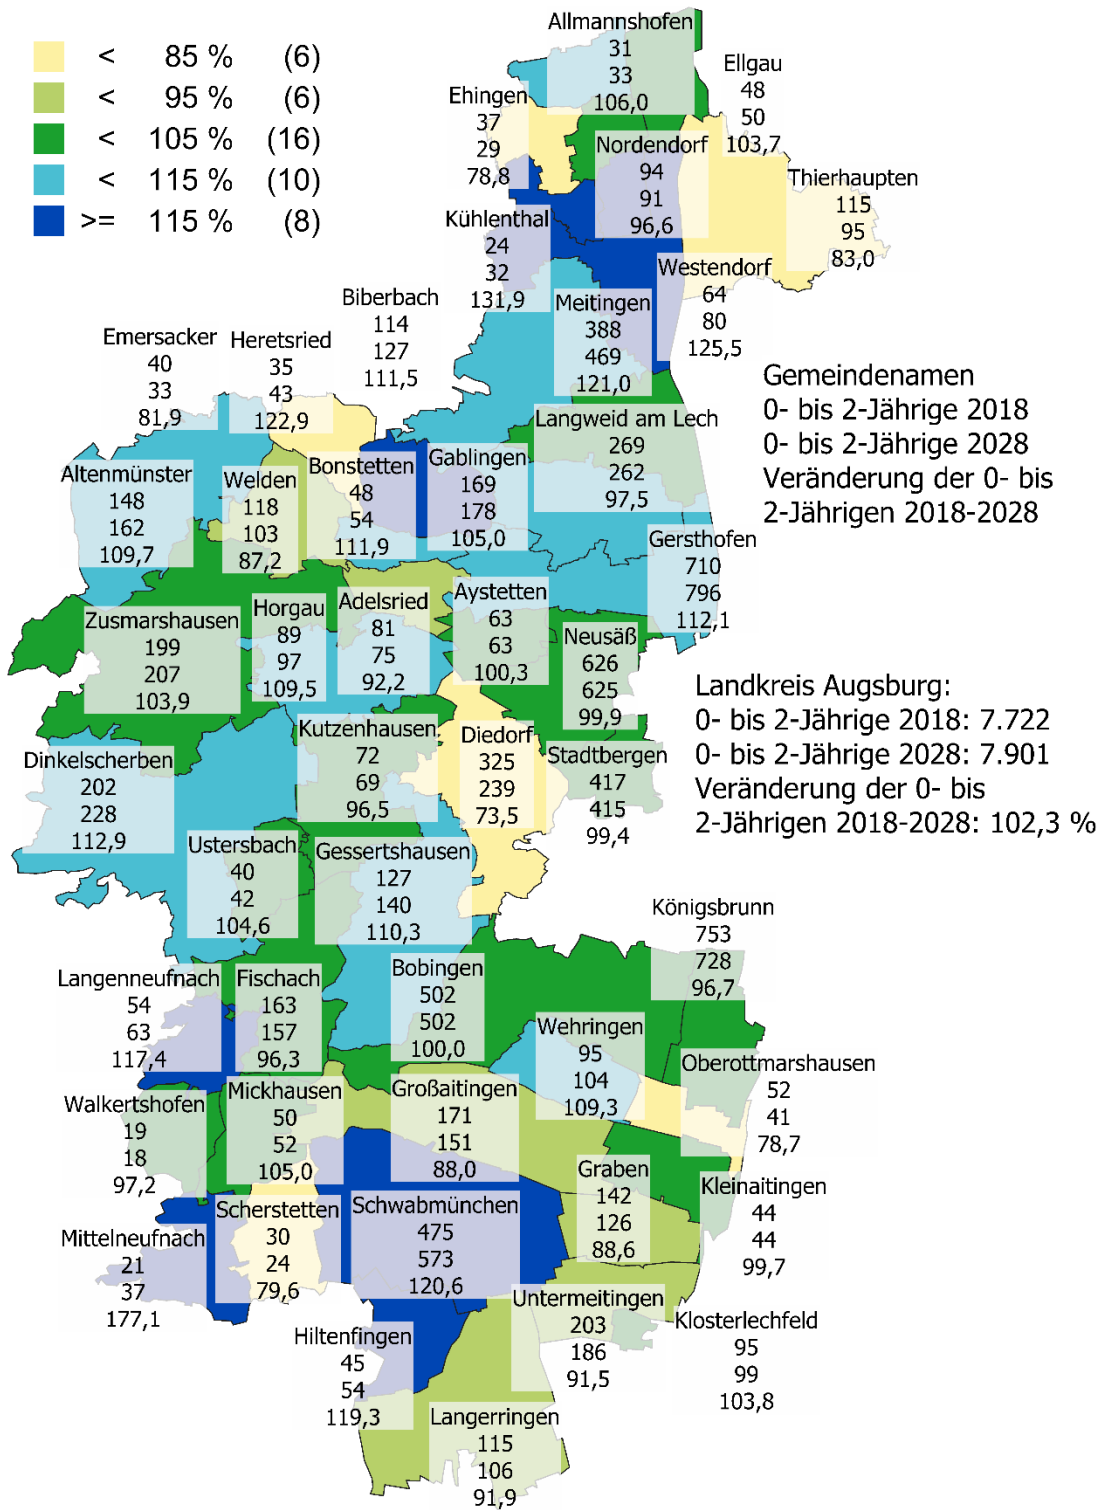 < 85 % (6)
< 95 % (6)
< 105 % (16)
< 115 % (10)
>= 115 % (8)
Allmannshofen
31
33
106,0
Ellgau
48
50
103,7
Ehingen
37
29
78,8
Nordendorf
94
91
96,6
Thierhaupten
115
95
83,0
Kühlenthal
24
32
131,9
Westendorf
64
80
125,5
Biberbach
114
127
111,5
Meitingen
388
469
121,0
Emersacker
40
33
81,9
Heretsried
35
43
122,9
Gemeindenamen
0- bis 2-Jährige 2018
0- bis 2-Jährige 2028
Veränderung der 0- bis
2-Jährigen 2018-2028
Langweid am Lech
269
262
97,5
Altenmünster
148
162
109,7
Welden
118
103
87,2
Bonstetten
48
54
111,9
Gablingen
169
178
105,0
Gersthofen
710
796
112,1
Zusmarshausen
199
207
103,9
Horgau
89
97
109,5
Adelsried
81
75
92,2
Aystetten
63
63
100,3
Neusäß
626
625
99,9
Landkreis Augsburg:
0- bis 2-Jährige 2018: 7.722
0- bis 2-Jährige 2028: 7.901
Veränderung der 0- bis
2-Jährigen 2018-2028: 102,3 %
Dinkelscherben
202
228
112,9
Kutzenhausen
72
69
96,5
Diedorf
325
239
73,5
Stadtbergen
417
415
99,4
Ustersbach
40
42
104,6
Gessertshausen
127
140
110,3
Königsbrunn
753
728
96,7
Langenneufnach
54
63
117,4
Fischach
163
157
96,3
Bobingen
502
502
100,0
Wehringen
95
104
109,3
Oberottmarshausen
52
41
78,7
Walkertshofen
19
18
97,2
Mickhausen
50
52
105,0
Großaitingen
171
151
88,0
Graben
142
126
88,6
Kleinaitingen
44
44
99,7
Mittelneufnach
21
37
177,1
Scherstetten
30
24
79,6
Schwabmünchen
475
573
120,6
Untermeitingen
203
186
91,5
Klosterlechfeld
95
99
103,8
Hiltenfingen
45
54
119,3
Langerringen
115
106
91,9